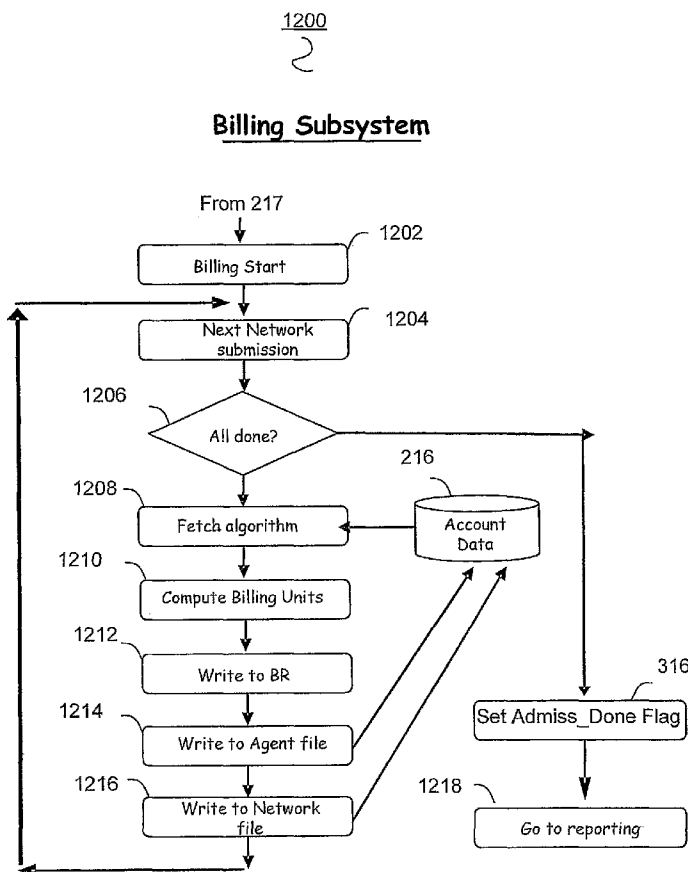 1200
Billing Subsystem
From 217
1202
Billing Start
1204
Next Network
submission
1206
All done?
216
1208
Fetch algorithm
Account
Data
1210
Compute Billing Units
1212
Write to BR
316
1214
Set Admiss_Done Flag
Write to Agent file
1216
1218
Write to Network
file
Go to reporting